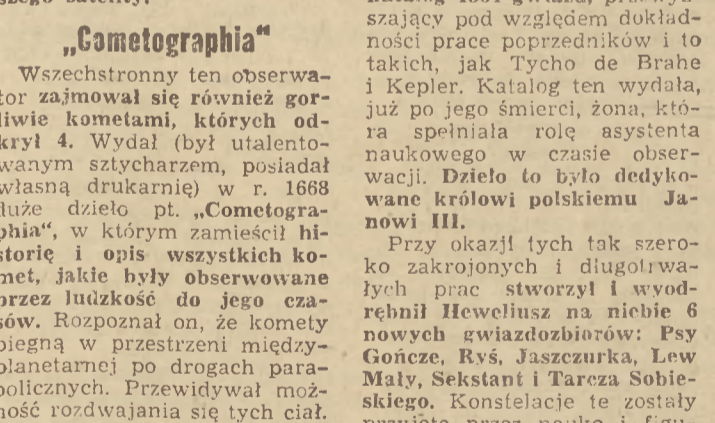 „Cometographia"
Wszechstronny ten obserwa-
tor zajmował się również gor-
liwie kometami, których od-
krył 4. Wydał (był utalento-
wanym sztycharzem, posiadał
własną drukarnię) w r. 1668
duże dzieło pt. „Cometogra-
phia", w którym zamieścił hi-
storię i opis wszystkich ko-
met, jakie były obserwowane
przez ludzkość do jego cza-
sów. Rozpoznał on, że komety
biegną w przestrzeni między-
planetarnej po drogach para-
bolicznych. Przewidywał moż-
ność rozdwajania się tych ciał.
szający pod względem dokład-
ności prace poprzedników i to
takich, jak Tycho de Brahe
i Kepler. Katalog ten wydała,
już po jego śmierci, żona, któ-
ra spełniała rolę asystenta
naukowego w czasie obser-
wacji. Dzieło to było dedyko-
wane królowi polskiemu Ja-
nowi III.
Przy okazji tych tak szero-
ko zakrojonych i długotrwa-
łych prac stworzył i wyod-
rębnił Heweliusz na niebie 6
nowych gwiazdozbiorów: Psy
Gończe, Ryś, Jaszczurka, Lew
Mały, Sekstant i Tarcza Sobie-
skiego. Konstelacje te zostały